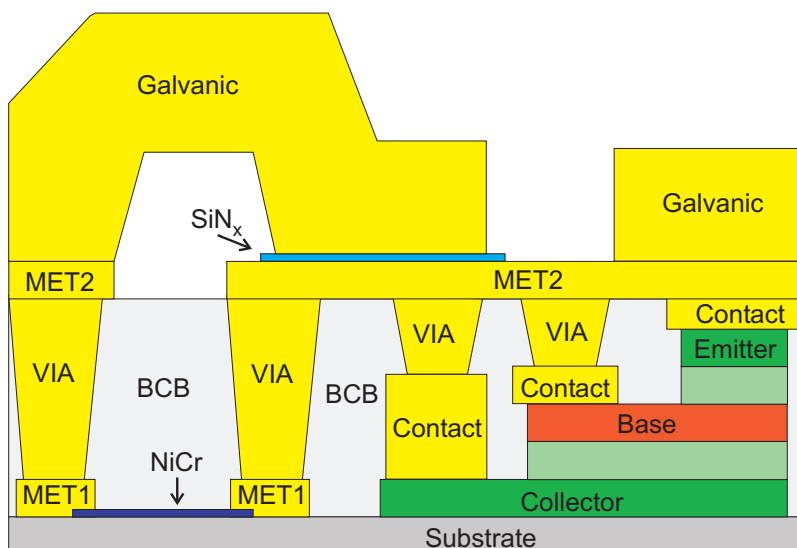 Galvanic
SiNx
Galvanic
MET2
MET2
Contact
VIA
BCB
VIA
BCB
VIA
VIA
Emitter
Contact
Contact
Base
NiCr
MET1
MET1
Collector
Substrate